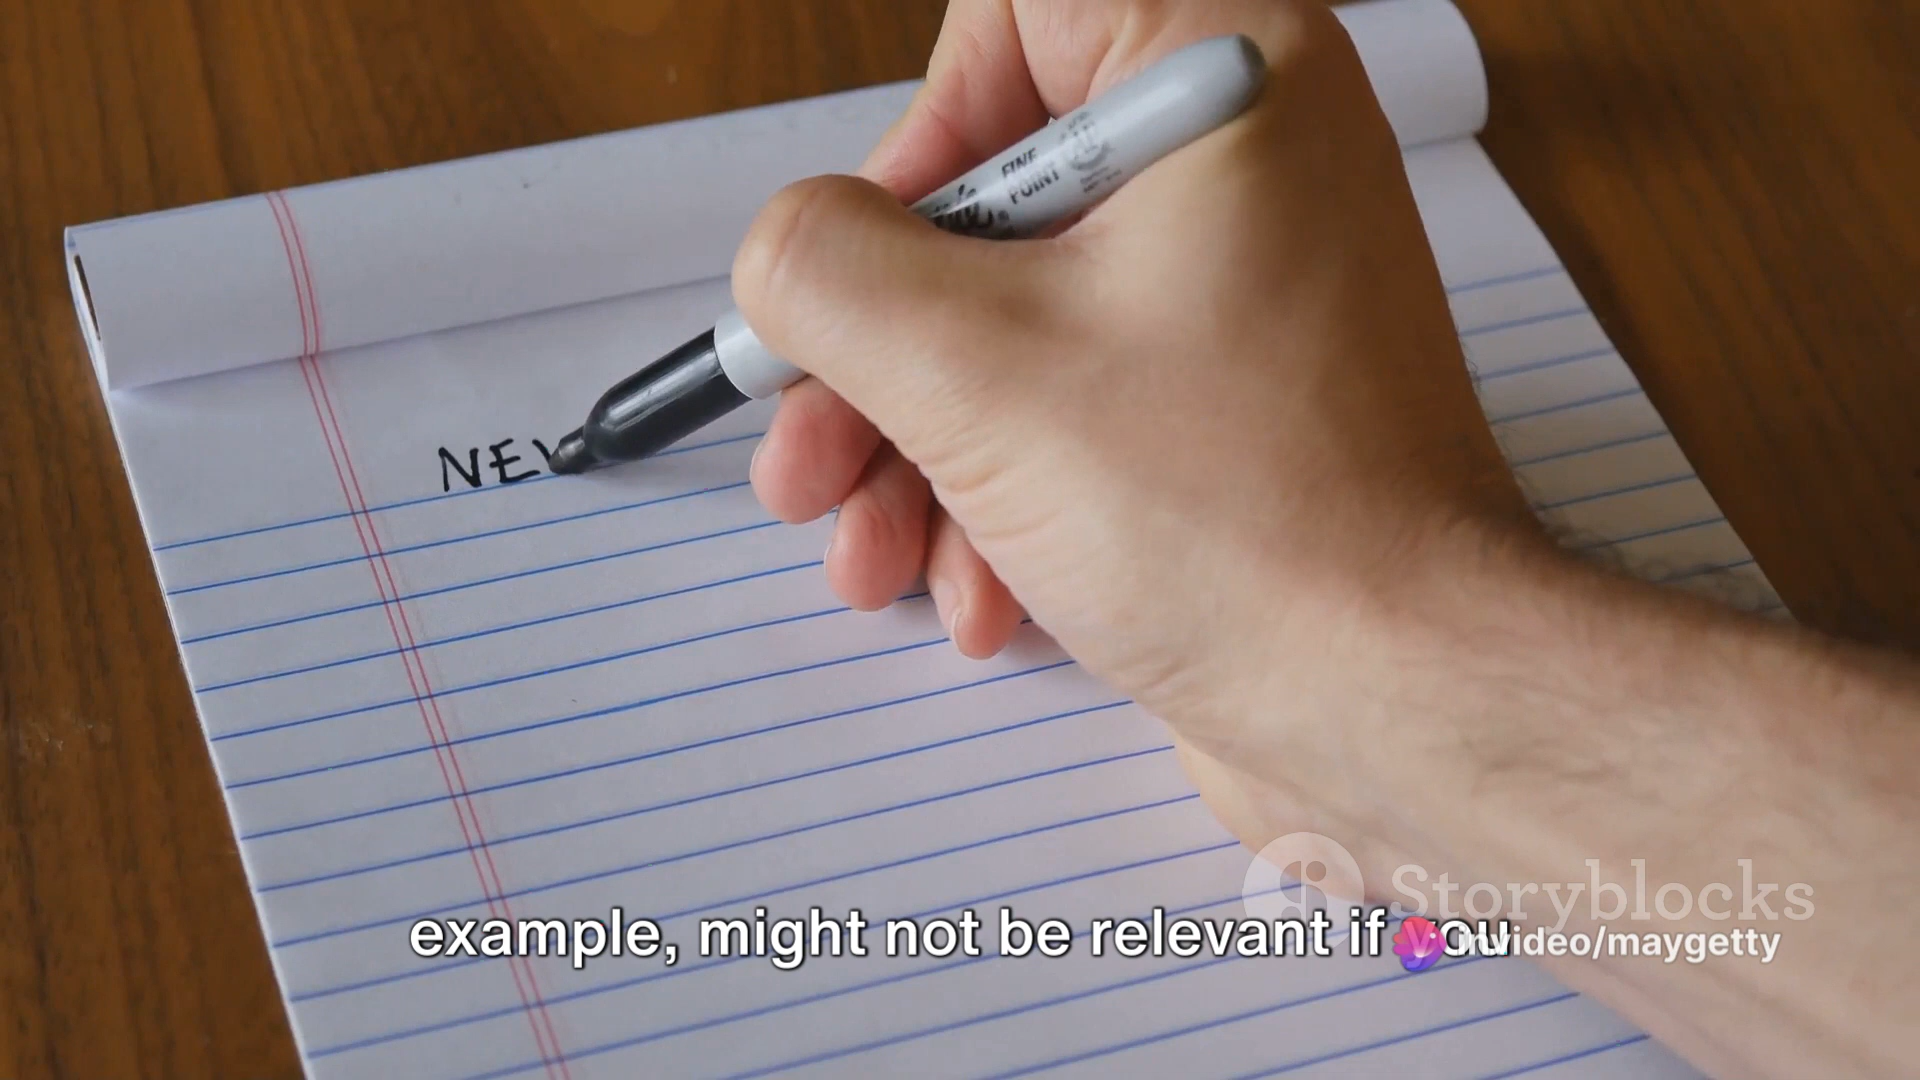 FINE
POINT
NEW
Storyblocks
example, might not be relevant if you
invideo/maygetty